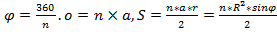 φ = 360/n . o = n × a, S = n*a*r/2 = n*R²*sinφ/2